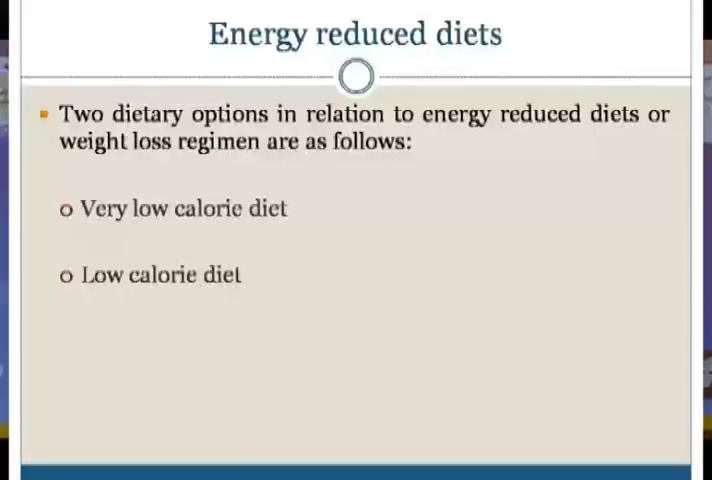 Energy reduced diets
Two dietary options in relation to energy reduced diets or
weight loss regimen are as follows:
o Very low calorie diet
o Low calorie diet